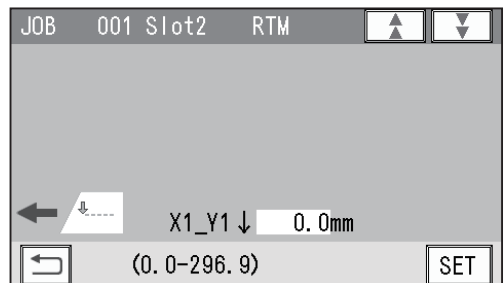 JOB 001 Slot2 RTM
X1_Y1↓ 0.0mm
(0.0-296.9) SET